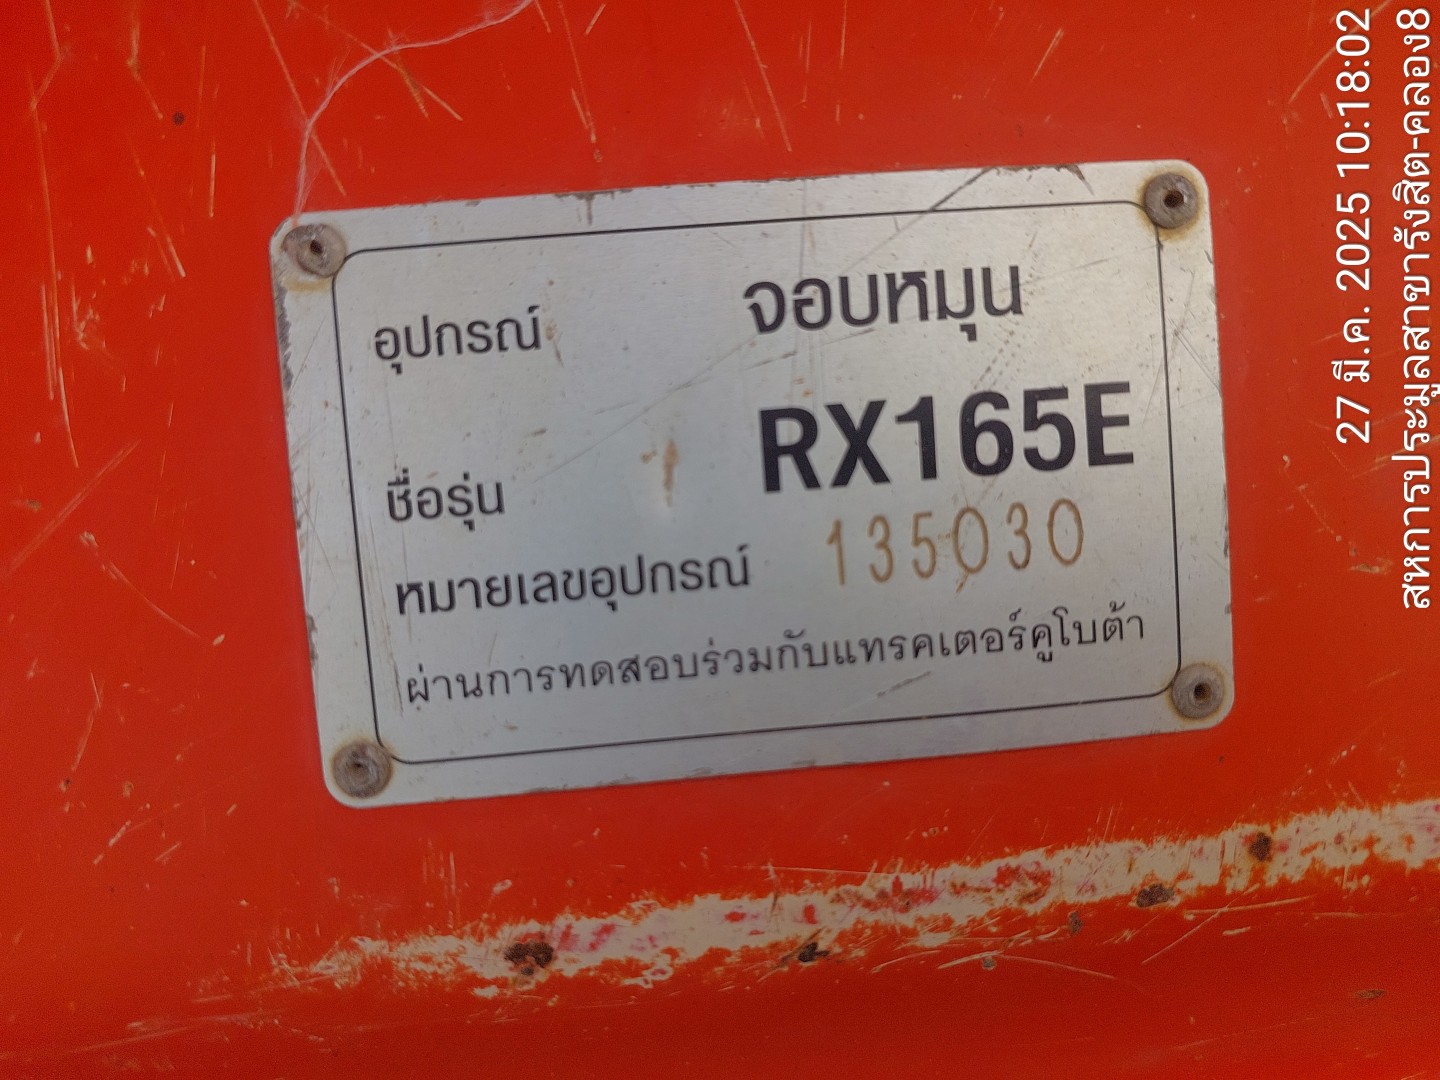 อุปกรณ์ จอบหมุน
ชื่อรุ่น RX165E
หมายเลขอุปกรณ์ 135030
ผ่านการทดสอบร่วมกับแทรคเตอร์คูโบต้า
27 มี.ค. 2025 10:18:02
สหการประมูลสาขารังสิต-คลอง8